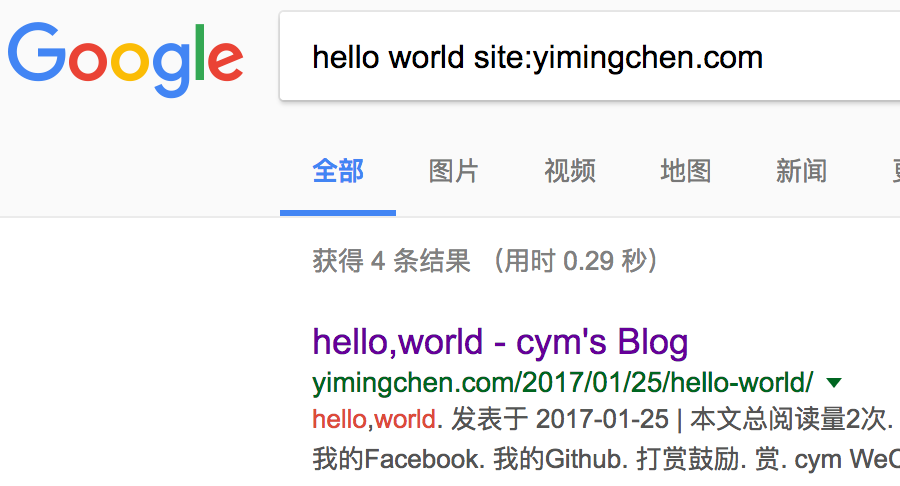 Google
hello world site:yimingchen.com
全部 图片 视频 地图 新闻
获得 4 条结果 （用时 0.29 秒）
hello,world - cym's Blog
yimingchen.com/2017/01/25/hello-world/
hello,world. 发表于 2017-01-25 | 本文总阅读量2次.
我的Facebook. 我的Github. 打赏鼓励. 赏. cym